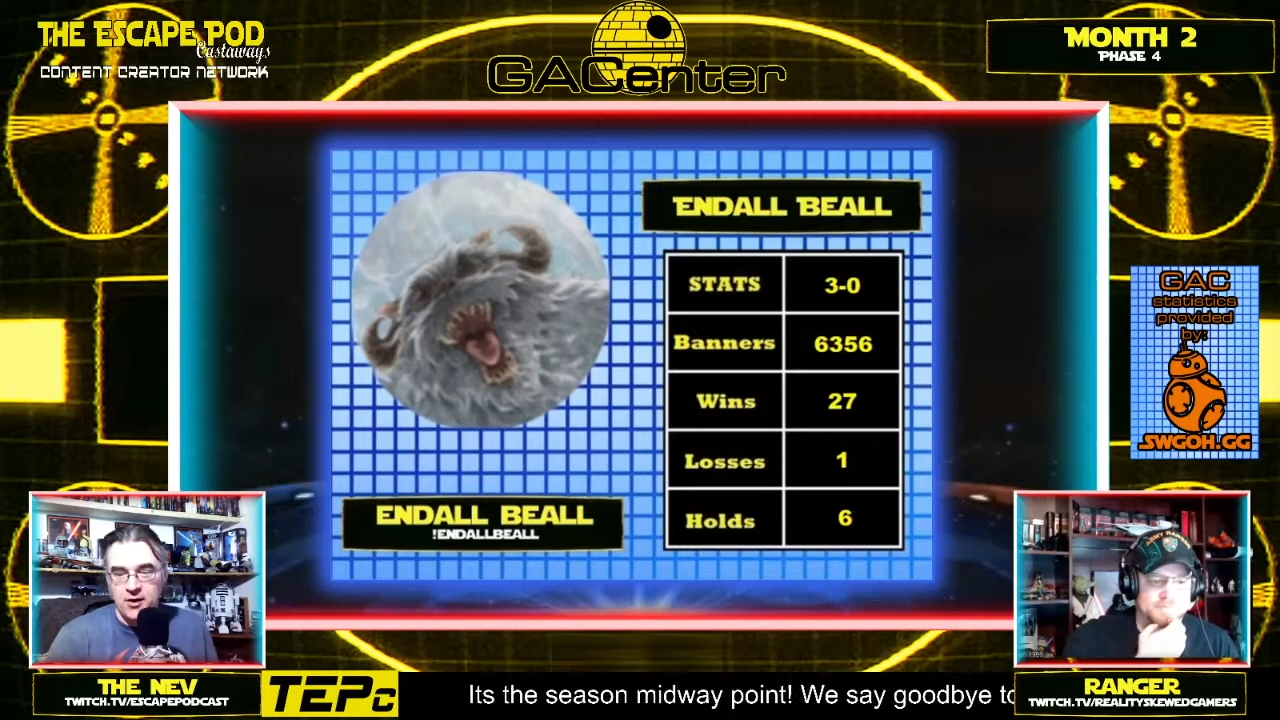 THE ESCAPE POD
Castaways
CONTENT CREATOR NETWORK
GACenter
MONTH 2
PHASE 4
ENDALL BEALL
STATS 3-0
Banners 6356
Wins 27
Losses 1
Holds 6
ENDALL BEALL
!ENDALLBEALL
GAC
statistics
provided
by:
SWGOH.GG
THE NEV
TWITCH.TV/ESCAPEPODCAST
TEPc
Its the season midway point! We say goodbye to
RANGER
TWITCH.TV/REALITYSKEWEDGAMERS